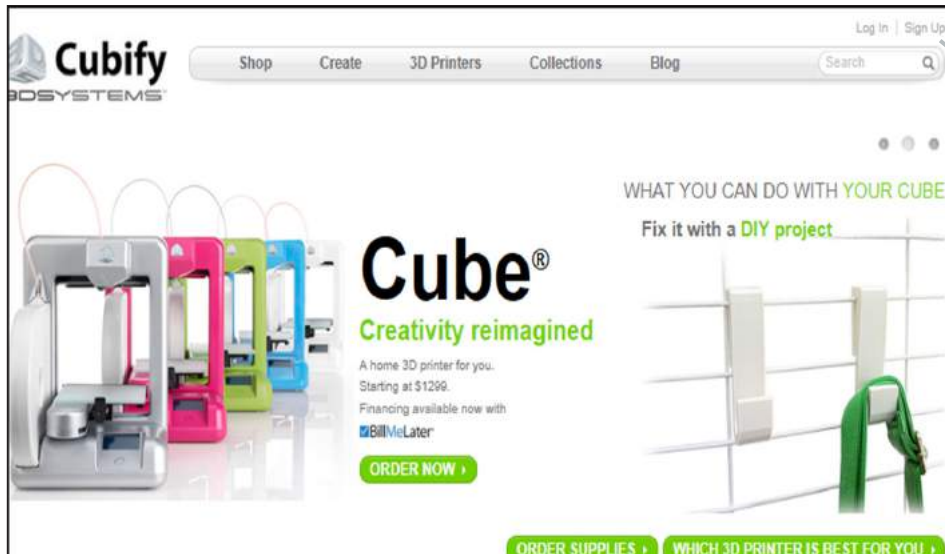 Log In | Sign Up
Cubify
3DSYSTEMS
Shop Create 3D Printers Collections Blog Search
WHAT YOU CAN DO WITH YOUR CUBE
Fix it with a DIY project
Cube®
Creativity reimagined
A home 3D printer for you.
Starting at $1299.
Financing available now with
BillMeLater
ORDER NOW
ORDER SUPPLIES WHICH 3D PRINTER IS BEST FOR YOU